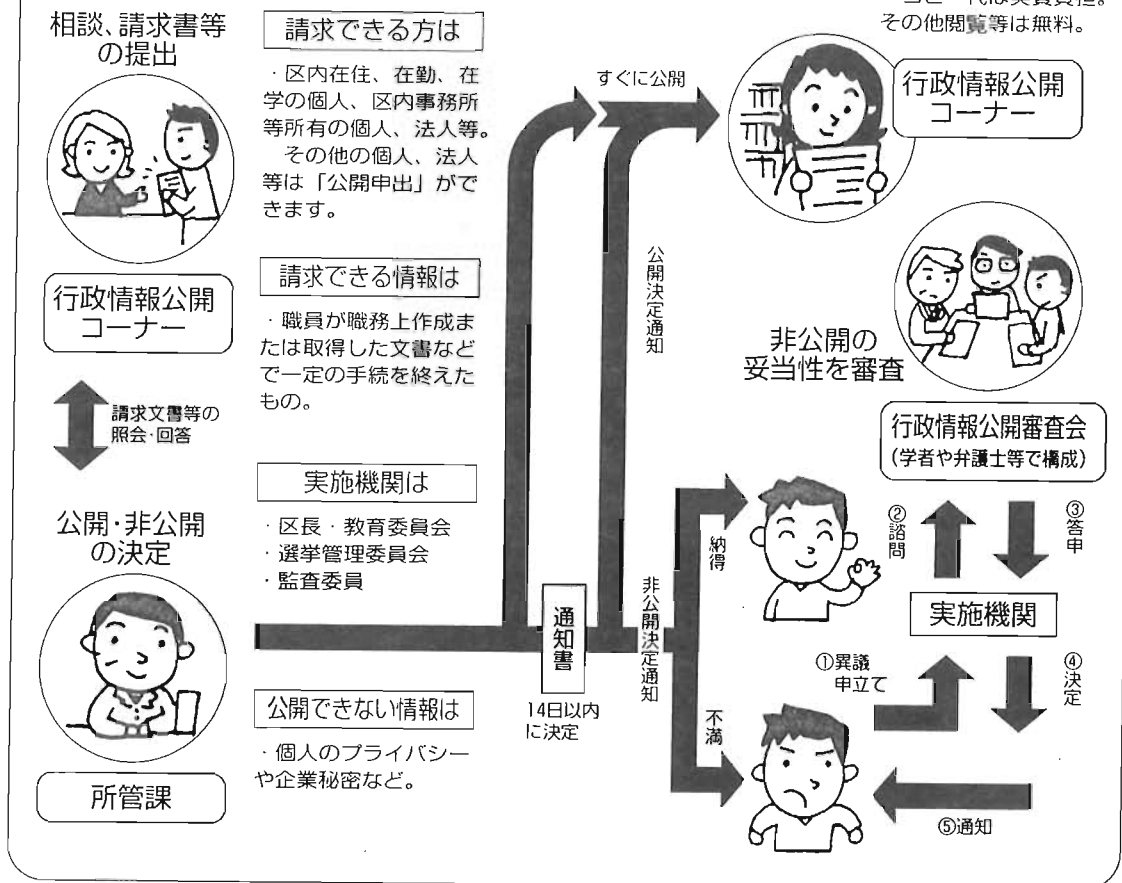 相談、請求書等
の提出
行政情報公開
コーナー
請求文書等の
照会・回答
公開・非公開
の決定
所管課
請求できる方は
・区内在住、在勤、在
学の個人、区内事務所
等所有の個人、法人等。
その他の個人、法人
等は「公開申出」がで
きます。
請求できる情報は
・職員が職務上作成ま
たは取得した文書など
で一定の手続を終えた
もの。
実施機関は
・区長・教育委員会
・選挙管理委員会
・監査委員
公開できない情報は
・個人のプライバシー
や企業秘密など。
通知書
14日以内
に決定
すぐに公開
公開決定通知
非公開決定通知
納得
不満
その他閲覧等は無料。
行政情報公開
コーナー
非公開の
妥当性を審査
行政情報公開審査会
(学者や弁護士等で構成)
②諮問
③答申
実施機関
①異議
申立て
④決定
⑤通知